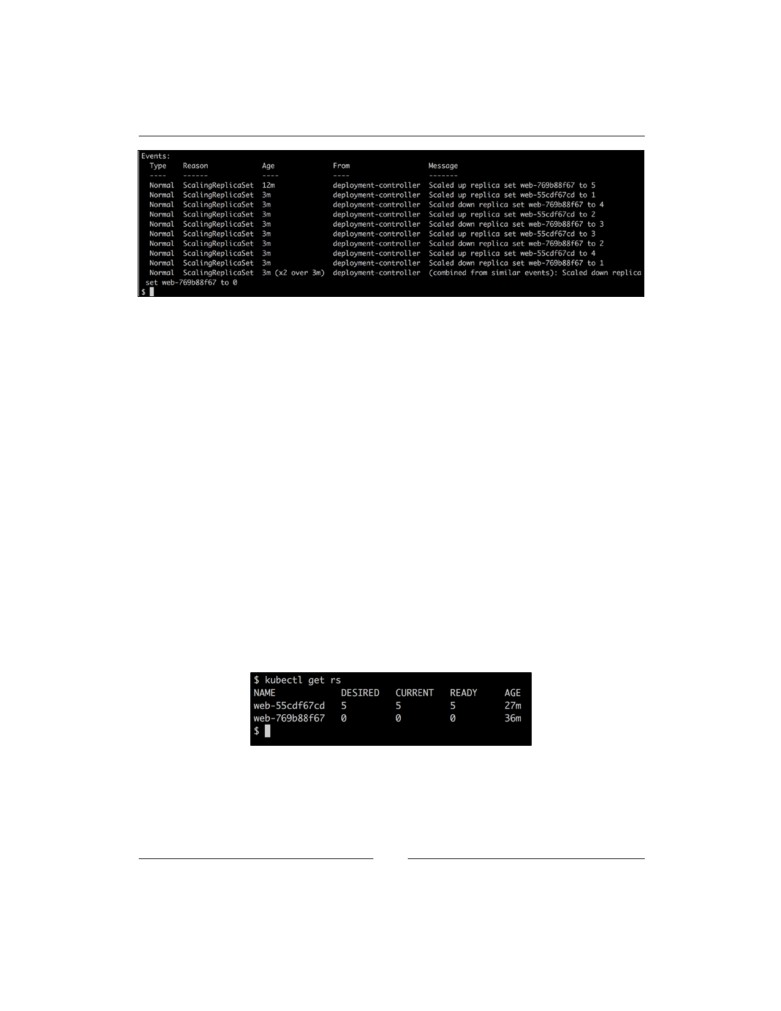 Events:
Type Reason Age From Message
---- ------ ---- ---- -------
Normal ScalingReplicaSet 12m deployment-controller Scaled up replica set web-769b88f67 to 5
Normal ScalingReplicaSet 3m deployment-controller Scaled up replica set web-55cdf67cd to 1
Normal ScalingReplicaSet 3m deployment-controller Scaled down replica set web-769b88f67 to 4
Normal ScalingReplicaSet 3m deployment-controller Scaled up replica set web-55cdf67cd to 2
Normal ScalingReplicaSet 3m deployment-controller Scaled down replica set web-769b88f67 to 3
Normal ScalingReplicaSet 3m deployment-controller Scaled up replica set web-55cdf67cd to 3
Normal ScalingReplicaSet 3m deployment-controller Scaled down replica set web-769b88f67 to 2
Normal ScalingReplicaSet 3m deployment-controller Scaled up replica set web-55cdf67cd to 4
Normal ScalingReplicaSet 3m deployment-controller Scaled down replica set web-769b88f67 to 1
Normal ScalingReplicaSet 3m (x2 over 3m) deployment-controller (combined from similar events): Scaled down replica
set web-769b88f67 to 0
$
$ kubectl get rs
NAME DESIRED CURRENT READY AGE
web-55cdf67cd 5 5 5 27m
web-769b88f67 0 0 0 36m
$